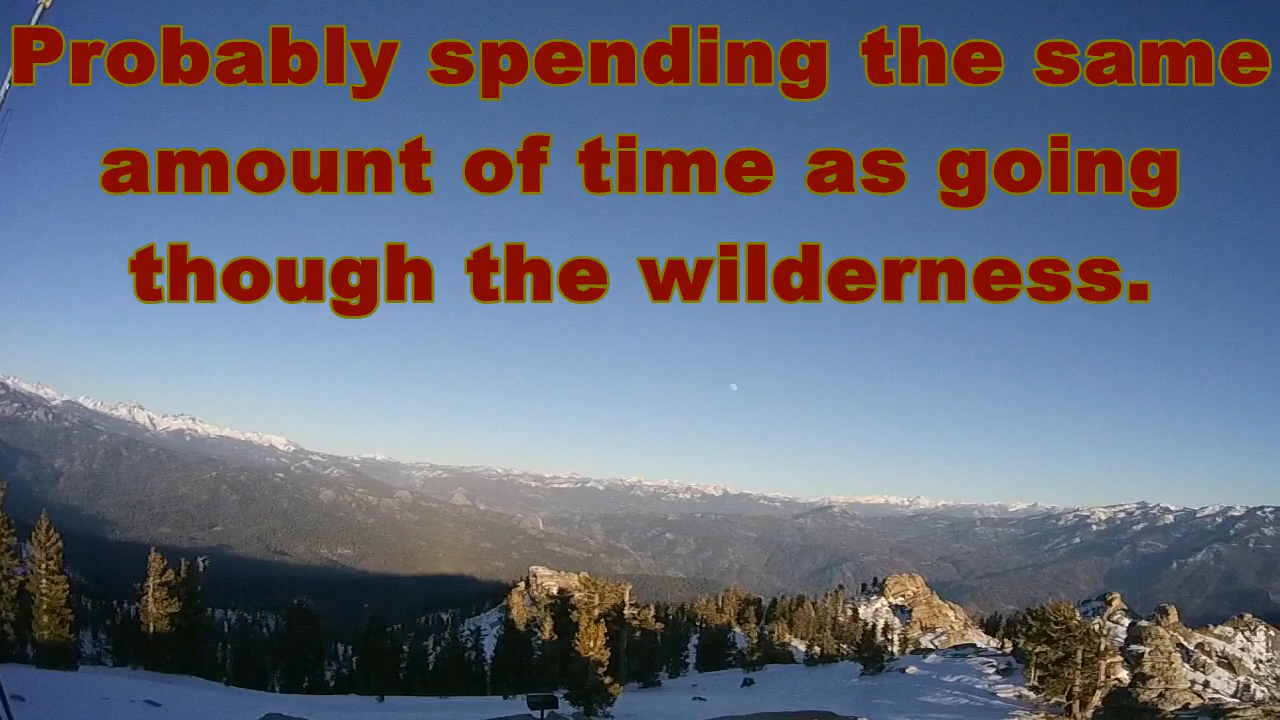 Probably spending the same
amount of time as going
though the wilderness.